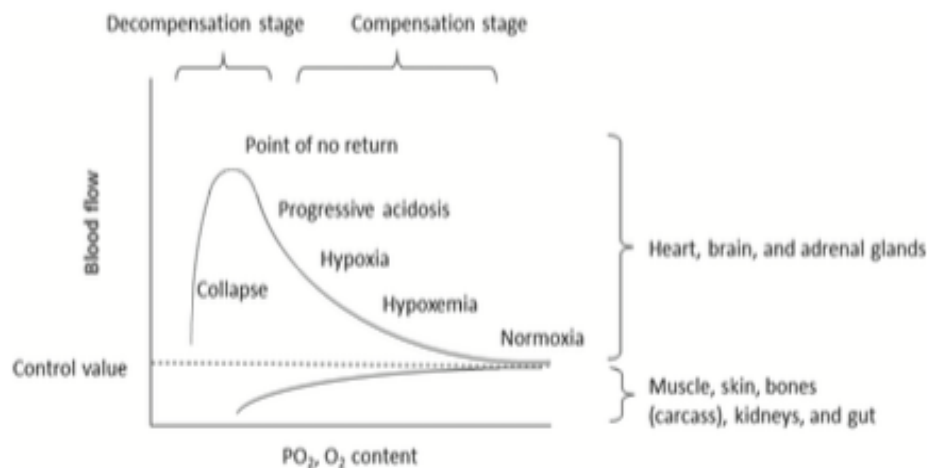 Decompensation stage
Compensation stage
Point of no return
Progressive acidosis
Hypoxia
Hypoxemia
Normoxia
Collapse
Blood flow
Control value
Heart, brain, and adrenal glands
Muscle, skin, bones
(carcass), kidneys, and gut
PO₂, O₂ content